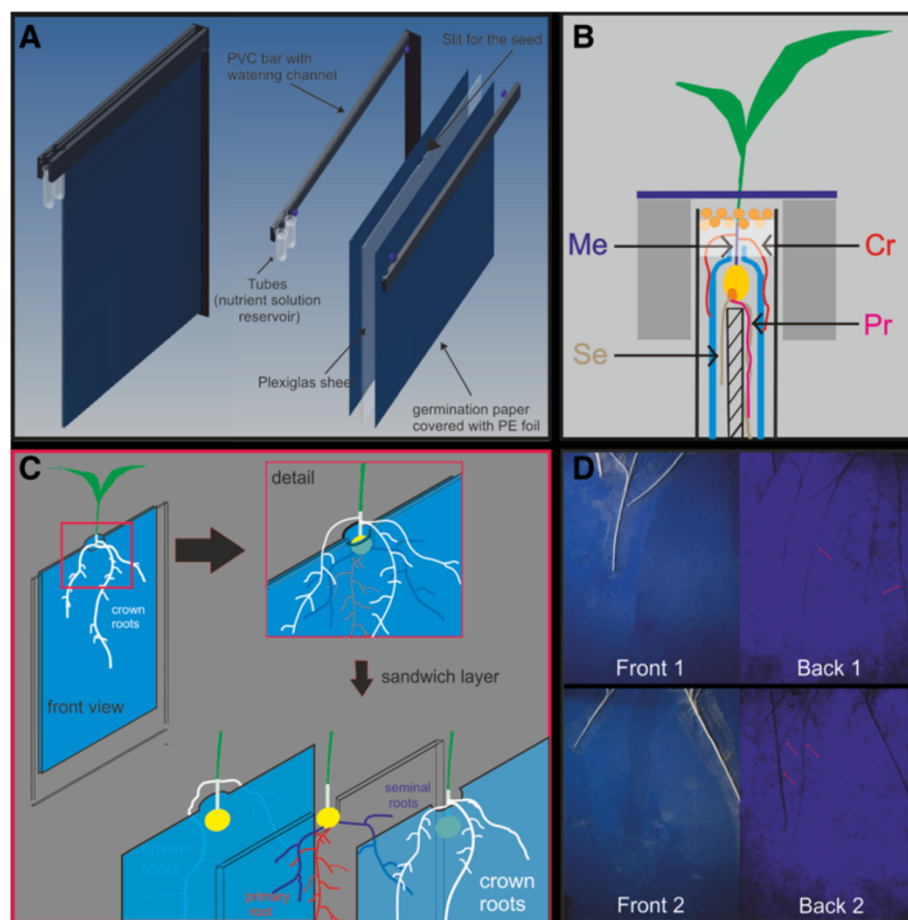 A
PVC bar with
watering channel
Slit for the seed
Tubes
(nutrient solution
reservoir)
Plexiglas sheet
germination paper
covered with PE foil
B
Me
Cr
Pr
Se
C
detail
crown
roots
front view
sandwich layer
crown
roots
seminal
roots
primary
root
crown
roots
D
Front 1
Back 1
Front 2
Back 2